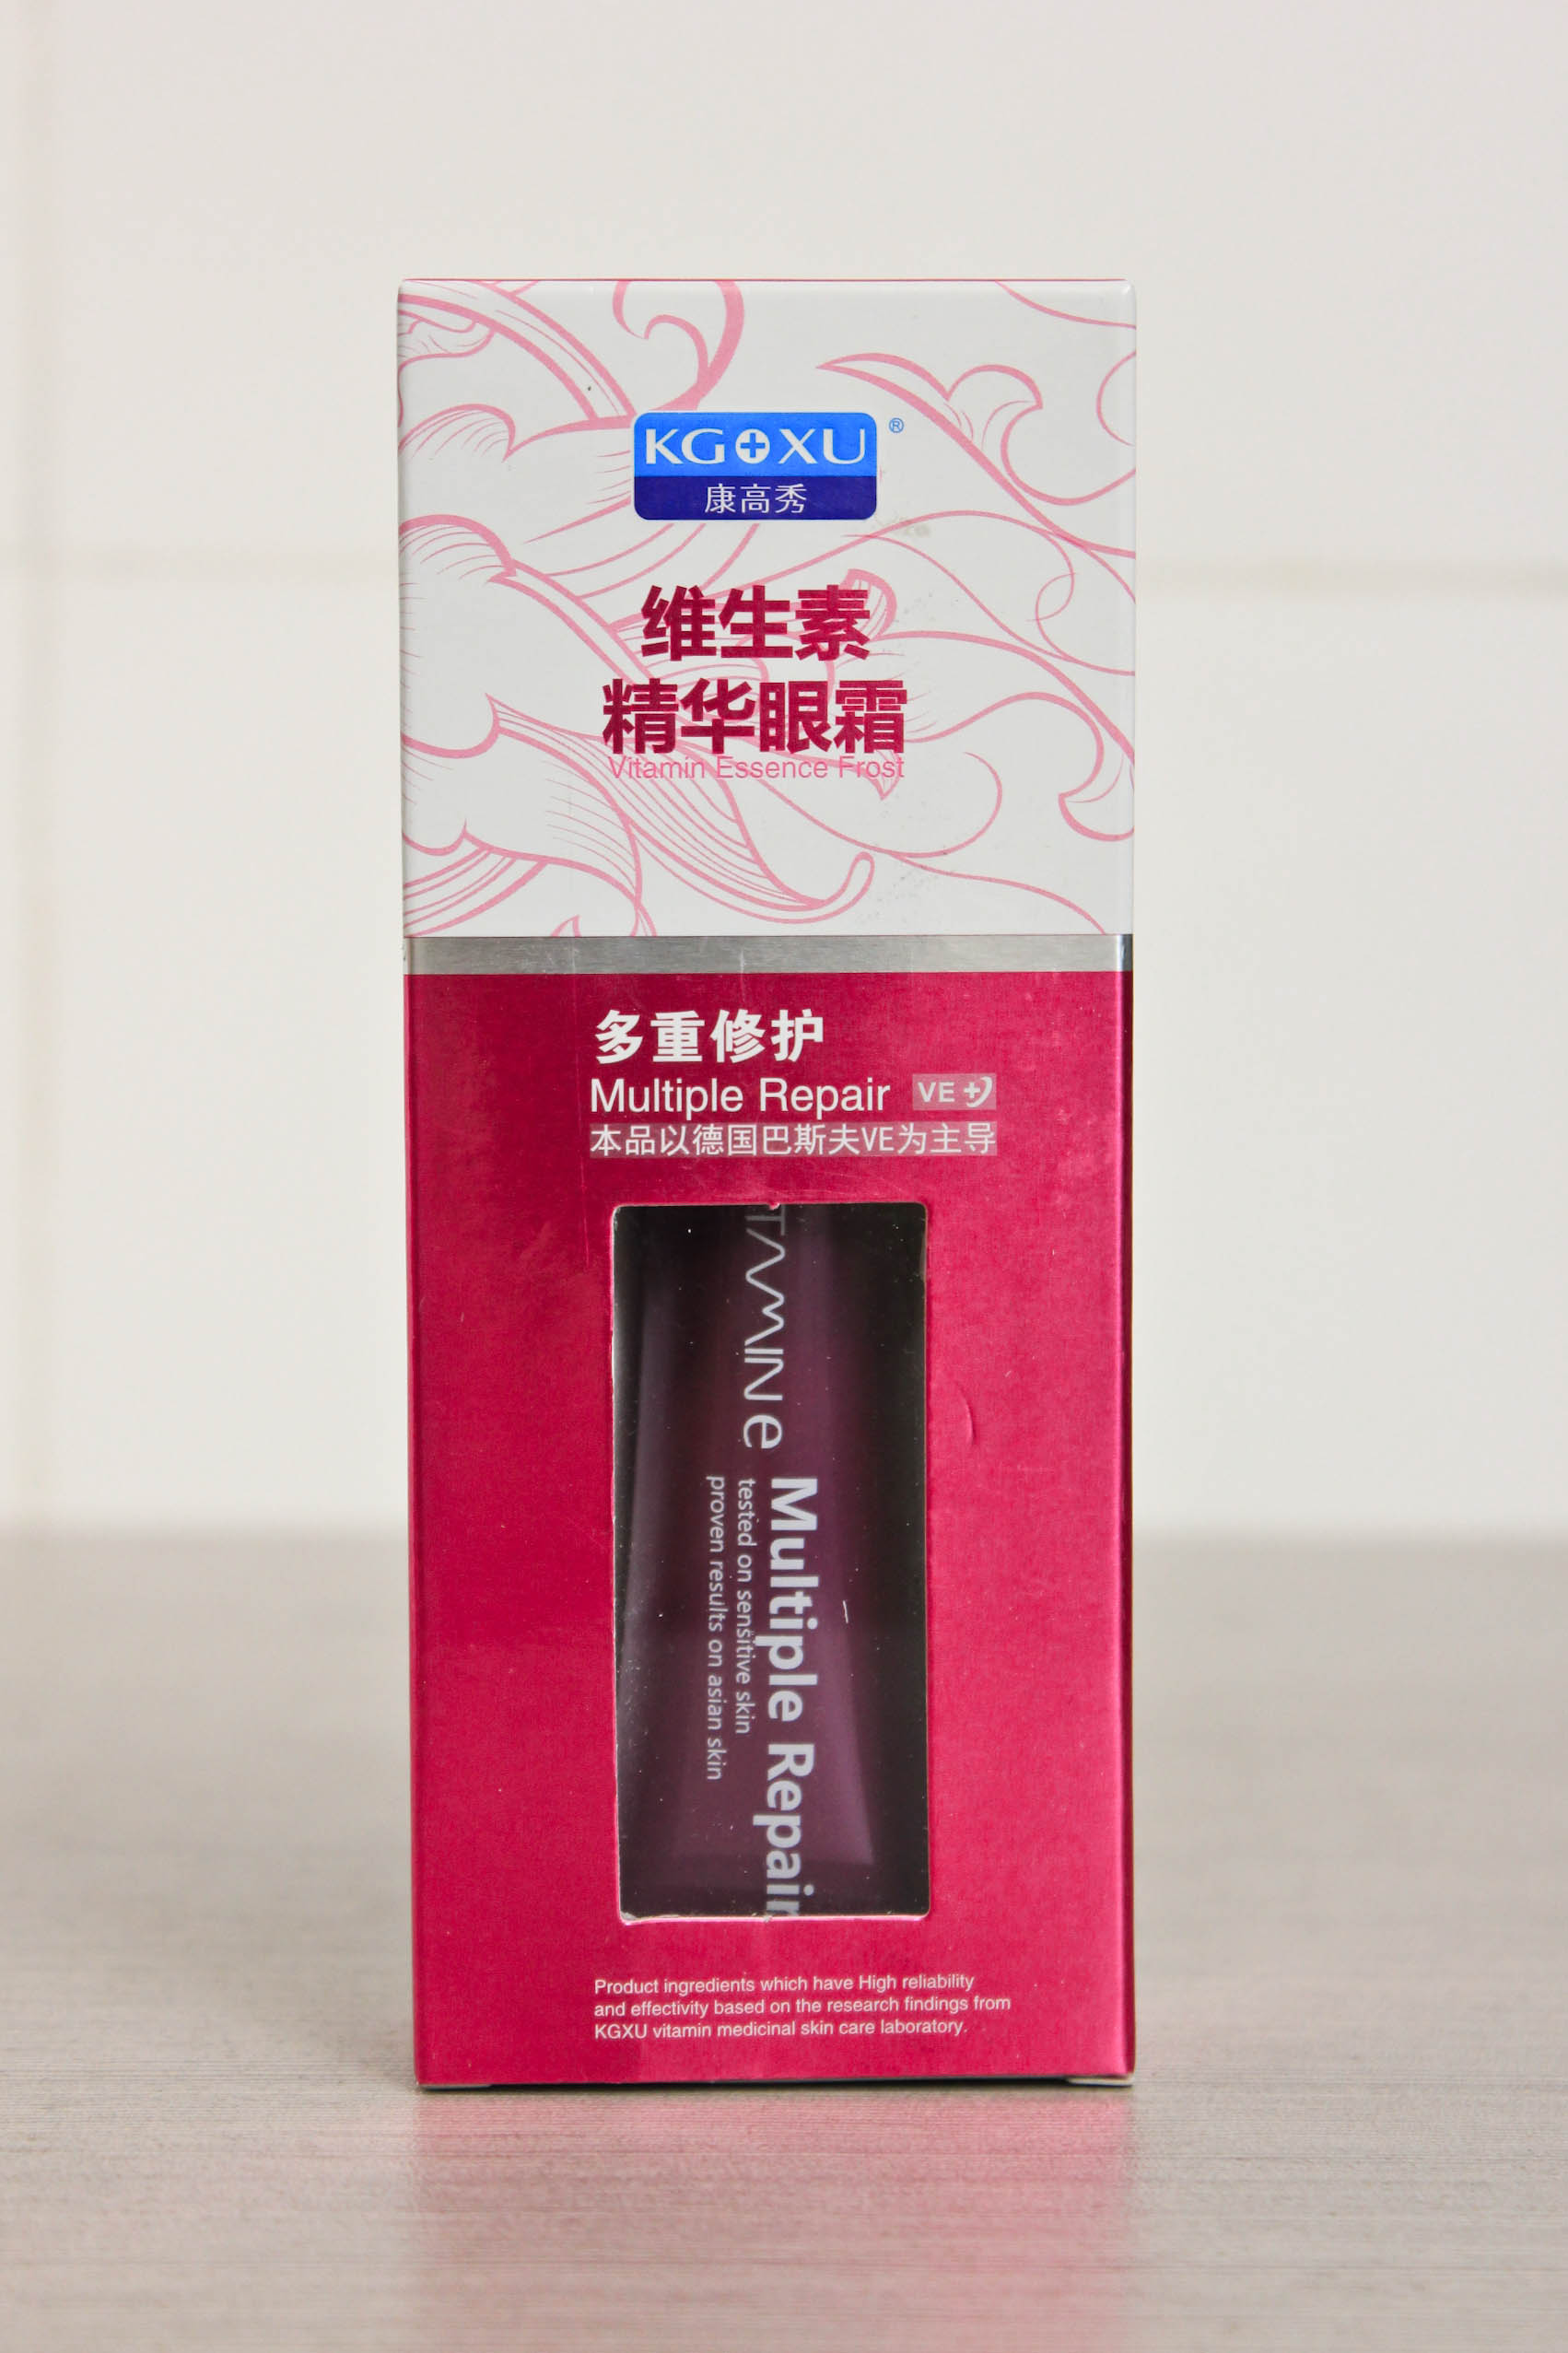 KG XU ®
康高秀
维生素
精华眼霜
Vitamin Essence Frost
多重修护
Multiple Repair VE
本品以德国巴斯夫VE为主导
TAMIN e
Multiple Repair
tested on sensitive skin
proven results on asian skin
Product ingredients which have High reliability
and effectivity based on the research findings from
KGXU vitamin medicinal skin care laboratory.